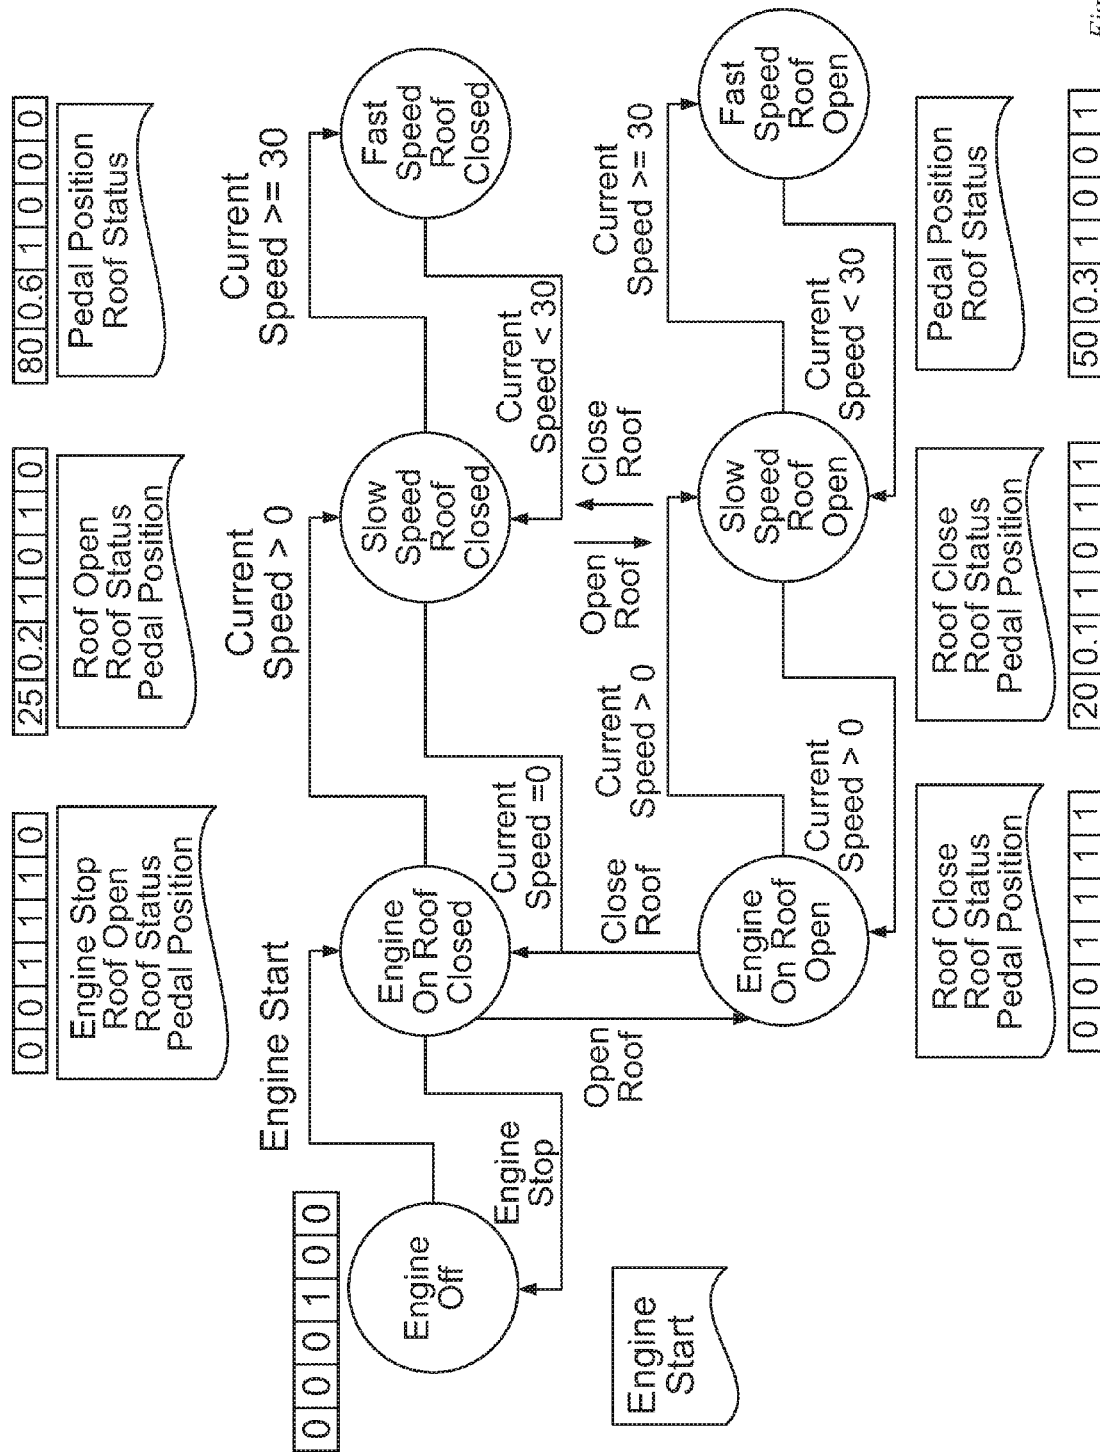 0 0 1 1 1 0
25 0.2 1 0 1 0
80 0.6 1 0 0 0
Engine Stop
Roof Open
Roof Status
Pedal Position
Roof Open
Roof Status
Pedal Position
Pedal Position
Roof Status
Engine Start
Current
Speed > 0
Current
Speed >= 30
0 0 0 1 0 0
Engine
Off
Engine
On Roof
Closed
Slow
Speed
Roof
Closed
Fast
Speed
Roof
Closed
Engine
Stop
Current
Speed =0
Current
Speed < 30
Open
Roof
Close
Roof
Open
Roof
Close
Roof
Current
Speed > 0
Current
Speed >= 30
Engine
Start
Engine
On Roof
Open
Slow
Speed
Roof
Open
Fast
Speed
Roof
Open
Current
Speed > 0
Current
Speed < 30
Roof Close
Roof Status
Pedal Position
Roof Close
Roof Status
Pedal Position
Pedal Position
Roof Status
0 0 1 1 1 1
20 0.1 1 0 1 1
50 0.3 1 0 0 1